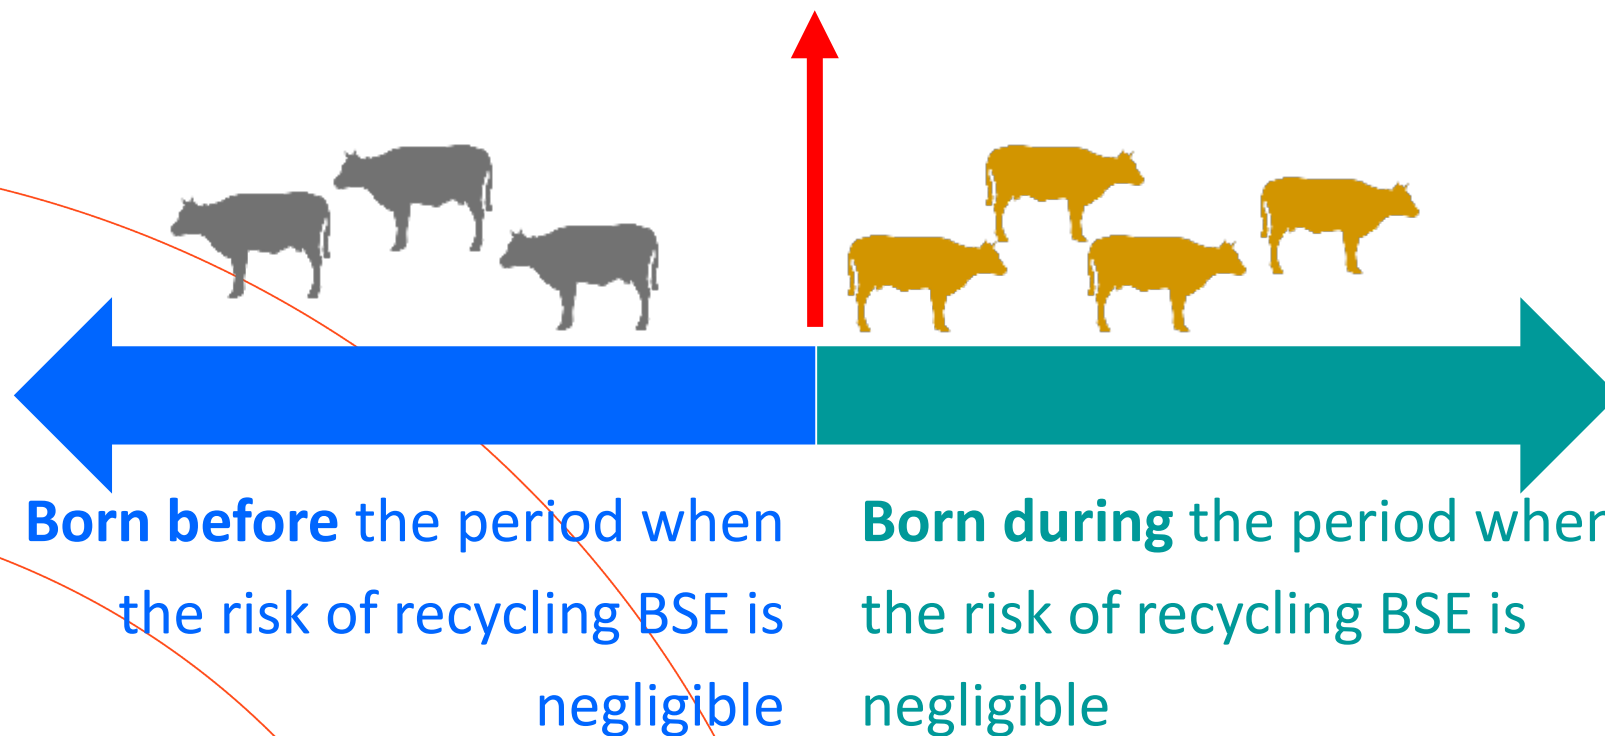 Born before the period when
the risk of recycling BSE is
negligible
Born during the period when
the risk of recycling BSE is
negligible